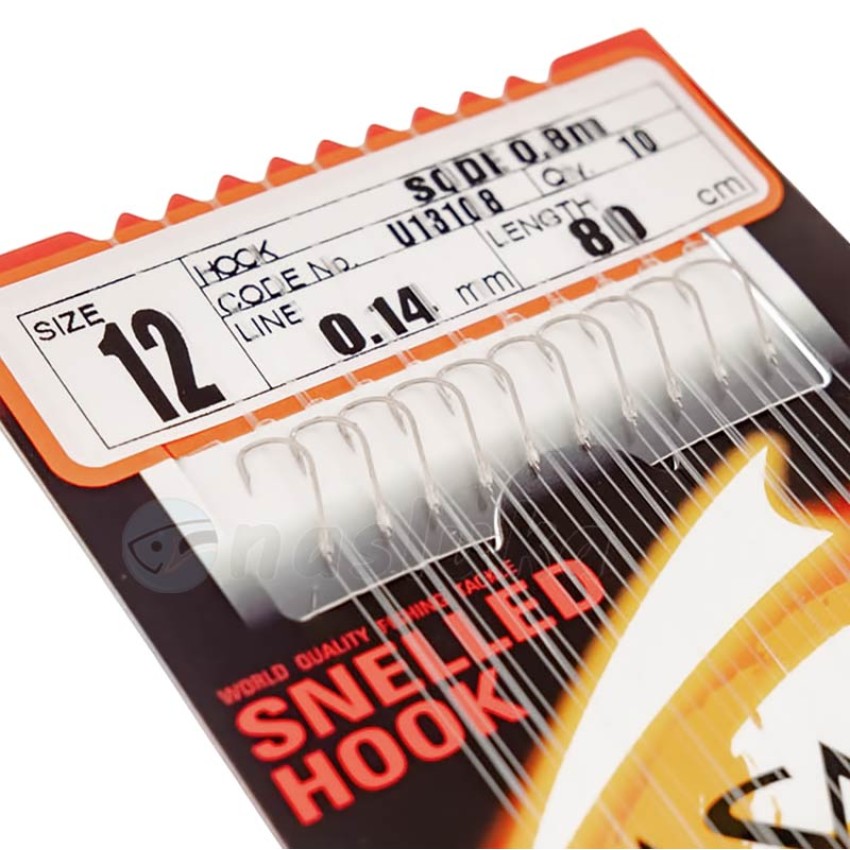 HOOK SODE 0.8m
SIZE 12 CODE No. U13108 Q'ty. 10
LINE 0.14 mm LENGTH 80 cm
WORLD QUALITY FISHING TACKLE
SNELLED
HOOK